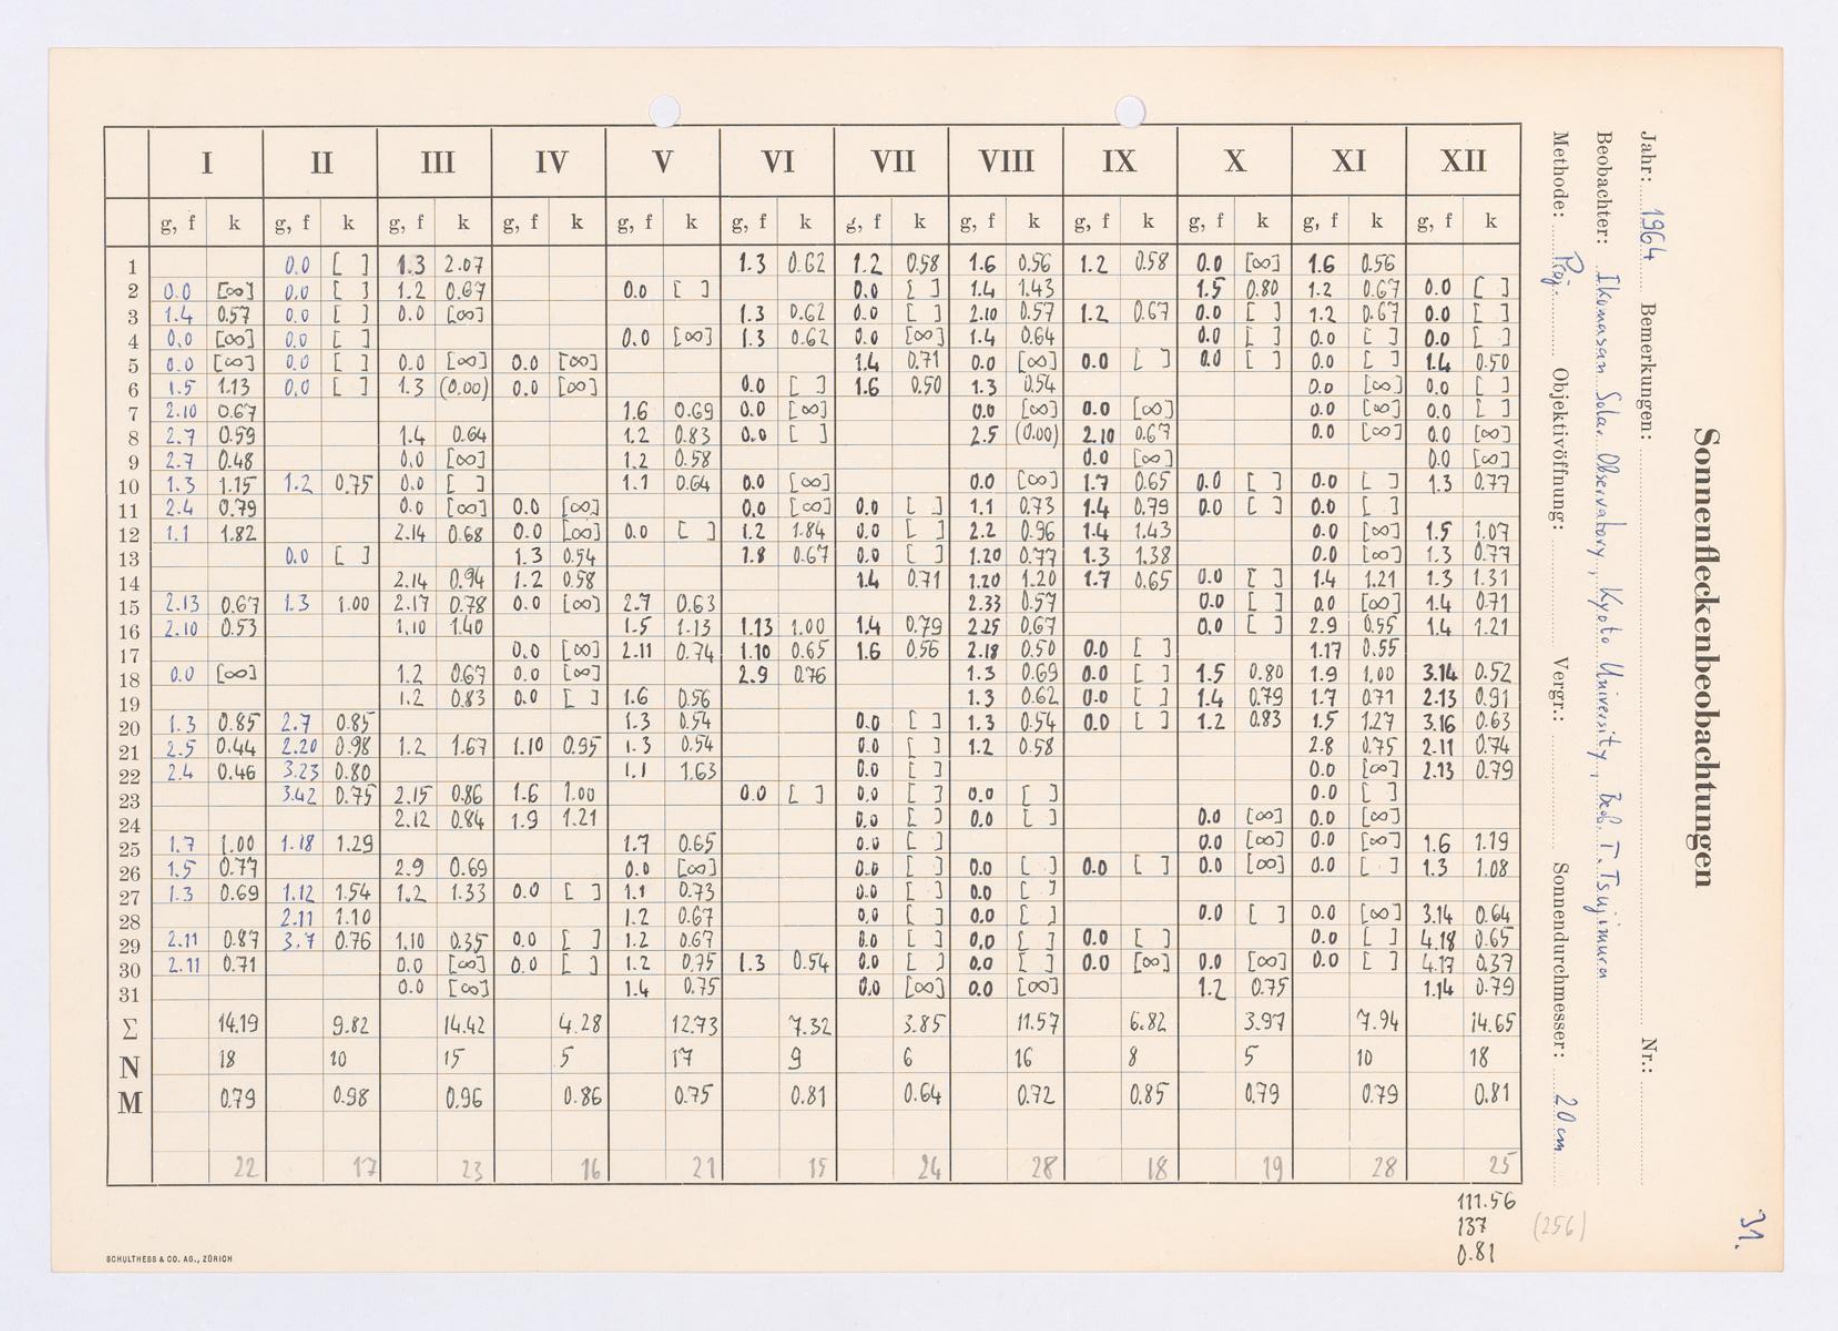 I II III IV V VI VII VIII IX X XI XII
g, f k g, f k g, f k g, f k g, f k g, f k g, f k g, f k g, f k g, f k g, f k g, f k
1 0.0 [ ] 1.3 2.07 1.3 0.62 1.2 0.58 1.6 0.56 1.2 0.58 0.0 [∞] 1.6 0.56
2 0.0 [∞] 0.0 [ ] 1.2 0.67 0.0 [ ] 0.0 [ ] 1.4 1.43 1.5 0.80 1.2 0.67 0.0 [ ]
3 1.4 0.57 0.0 [ ] 0.0 [∞] 1.3 0.62 0.0 [ ] 2.10 0.57 1.2 0.67 0.0 [ ] 1.2 0.67 0.0 [ ]
4 0.0 [∞] 0.0 [ ] 0.0 [∞] 1.3 0.62 0.0 [∞] 1.4 0.64 0.0 [ ] 0.0 [ ] 0.0 [ ]
5 0.0 [∞] 0.0 [ ] 0.0 [∞] 0.0 [∞] 1.4 0.71 0.0 [∞] 0.0 [ ] 0.0 [ ] 0.0 [ ] 1.4 0.50
6 1.5 1.13 0.0 [ ] 1.3 (0.00) 0.0 [∞] 0.0 [ ] 1.6 0.50 1.3 0.54 0.0 [∞] 0.0 [ ]
7 2.10 0.67 1.6 0.69 0.0 [∞] 0.0 [∞] 0.0 [∞] 0.0 [∞] 0.0 [ ]
8 2.7 0.59 1.4 0.64 1.2 0.83 0.0 [ ] 2.5 (0.00) 2.10 0.67 0.0 [∞] 0.0 [∞]
9 2.7 0.48 0.0 [∞] 1.2 0.58 0.0 [∞] 0.0 [∞]
10 1.3 1.15 1.2 0.75 0.0 [ ] 1.1 0.64 0.0 [∞] 0.0 [∞] 1.7 0.65 0.0 [ ] 0.0 [ ] 1.3 0.77
11 2.4 0.79 0.0 [∞] 0.0 [∞] 0.0 [∞] 0.0 [ ] 1.1 0.73 1.4 0.79 0.0 [ ] 0.0 [ ]
12 1.1 1.82 2.14 0.68 0.0 [∞] 0.0 [ ] 1.2 1.84 0.0 [ ] 2.2 0.96 1.4 1.43 0.0 [∞] 1.5 1.07
13 0.0 [ ] 1.3 0.54 1.8 0.67 0.0 [ ] 1.20 0.77 1.3 1.38 0.0 [∞] 1.3 0.77
14 2.14 0.94 1.2 0.58 1.4 0.71 1.20 1.20 1.7 0.65 0.0 [ ] 1.4 1.21 1.3 1.31
15 2.13 0.67 1.3 1.00 2.17 0.78 0.0 [∞] 2.7 0.63 2.33 0.57 0.0 [ ] 0.0 [∞] 1.4 0.71
16 2.10 0.53 1.10 1.40 1.5 1.13 1.13 1.00 1.4 0.79 2.25 0.67 0.0 [ ] 2.9 0.55 1.4 1.21
17 0.0 [∞] 2.11 0.74 1.10 0.65 1.6 0.56 2.18 0.50 0.0 [ ] 1.17 0.55
18 0.0 [∞] 1.2 0.67 0.0 [∞] 2.9 0.76 1.3 0.69 0.0 [ ] 1.5 0.80 1.9 1.00 3.14 0.52
19 1.2 0.83 0.0 [ ] 1.6 0.56 1.3 0.62 0.0 [ ] 1.4 0.79 1.7 0.71 2.13 0.91
20 1.3 0.85 2.7 0.85 1.3 0.54 0.0 [ ] 1.3 0.54 0.0 [ ] 1.2 0.83 1.5 1.27 3.16 0.63
21 2.5 0.44 2.20 0.98 1.2 1.67 1.10 0.95 1.3 0.54 0.0 [ ] 1.2 0.58 2.8 0.75 2.11 0.74
22 2.4 0.46 3.23 0.80 1.1 1.63 0.0 [ ] 0.0 [∞] 2.13 0.79
23 3.42 0.75 2.15 0.86 1.6 1.00 0.0 [ ] 0.0 [ ] 0.0 [ ] 0.0 [ ]
24 2.12 0.84 1.9 1.21 0.0 [ ] 0.0 [ ] 0.0 [∞] 0.0 [∞]
25 1.7 1.00 1.18 1.29 1.7 0.65 0.0 [ ] 0.0 [∞] 0.0 [∞] 1.6 1.19
26 1.5 0.77 2.9 0.69 0.0 [∞] 0.0 [ ] 0.0 [ ] 0.0 [ ] 0.0 [∞] 0.0 [ ] 1.3 1.08
27 1.3 0.69 1.12 1.54 1.2 1.33 0.0 [ ] 1.1 0.73 0.0 [ ] 0.0 [ ]
28 2.11 1.10 1.2 0.67 0.0 [ ] 0.0 [ ] 0.0 [ ] 0.0 [∞] 3.14 0.64
29 2.11 0.87 3.7 0.76 1.10 0.35 0.0 [ ] 1.2 0.67 0.0 [ ] 0.0 [ ] 0.0 [ ] 0.0 [ ] 4.18 0.65
30 2.11 0.71 0.0 [∞] 0.0 [ ] 1.2 0.75 1.3 0.54 0.0 [ ] 0.0 [ ] 0.0 [∞] 0.0 [∞] 0.0 [ ] 4.17 0.37
31 0.0 [∞] 1.4 0.75 0.0 [∞] 0.0 [∞] 1.2 0.75 1.14 0.79
Σ 14.19 9.82 14.42 4.28 12.73 7.32 3.85 11.57 6.82 3.97 7.94 14.65
N 18 10 15 5 17 9 6 16 8 5 10 18
M 0.79 0.98 0.96 0.86 0.75 0.81 0.64 0.72 0.85 0.79 0.79 0.81
22 17 23 16 21 15 24 28 18 19 28 25
111.56
137 (256)
0.81
SCHULTHESS & CO. AG., ZÜRICH
31.
Sonnenfleckenbeobachtungen
Jahr: 1964 Bemerkungen: Nr.:
Beobachter: Ikomasan Solar Observatory, Kyoto University, Beob. T. Tsujimura
Methode: Proj. Objektivöffnung: Vergr.: Sonnendurchmesser: 20 cm